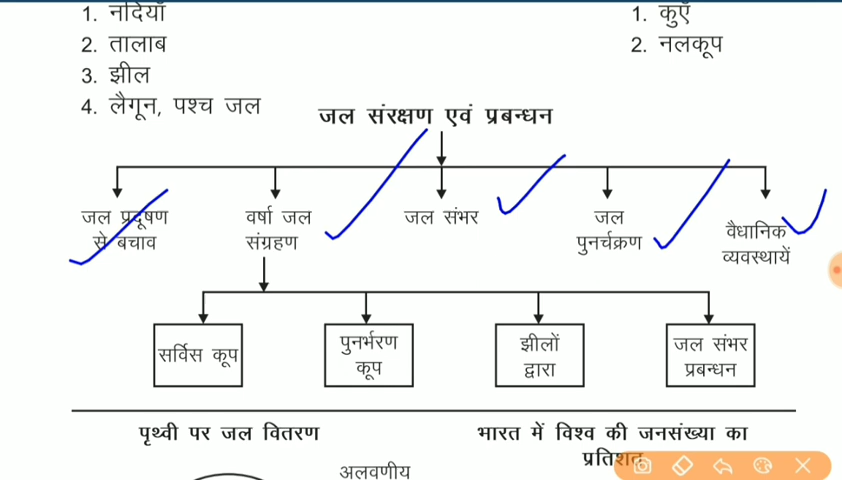 1. नदियाँ
2. तालाब
3. झील
4. लैगून, पश्च जल
1. कुएँ
2. नलकूप
जल संरक्षण एवं प्रबन्धन
जल प्रदूषण
से बचाव
वर्षा जल
संग्रहण
जल संभर
जल
पुनर्चक्रण
वैधानिक
व्यवस्थायें
सर्विस कूप
पुनर्भरण
कूप
झीलों
द्वारा
जल संभर
प्रबन्धन
पृथ्वी पर जल वितरण
भारत में विश्व की जनसंख्या का
प्रतिशत
अलवणीय